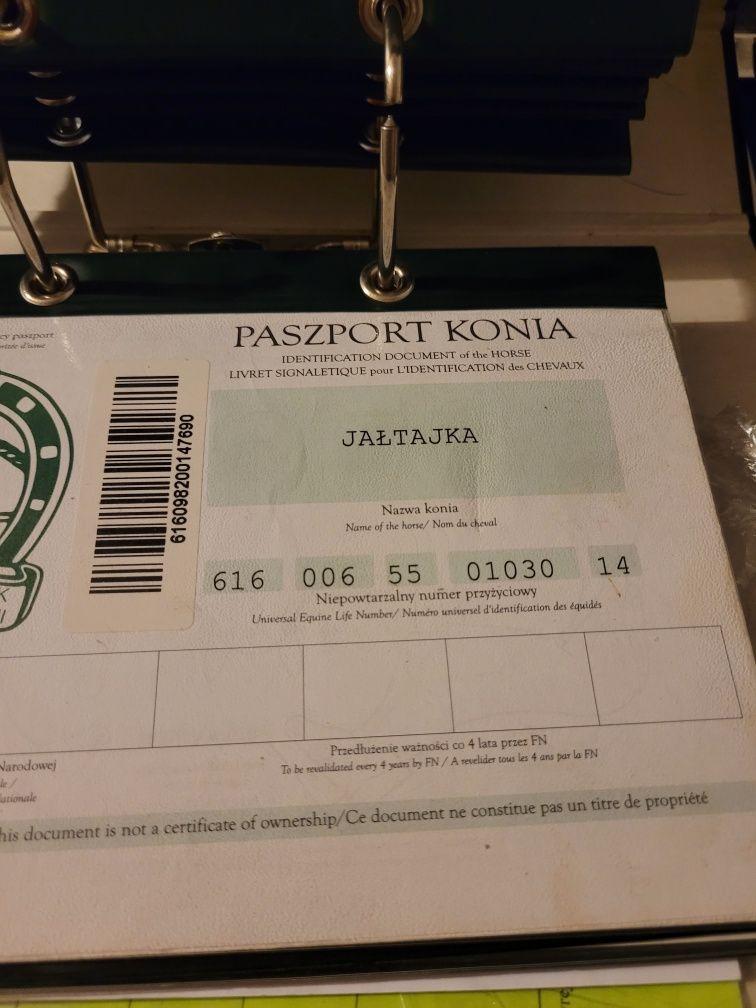 paszport
PASZPORT KONIA
IDENTIFICATION DOCUMENT of the HORSE
LIVRET SIGNALETIQUE pour L'IDENTIFICATION des CHEVAUX
616098200147690
JAŁTAJKA
Nazwa konia
Name of the horse/ Nom du cheval
616 006 55 01030 14
Niepowtarzalny numer przyżyciowy
Universal Equine Life Number/ Numéro universel d'identification des équidés
Przedłużenie ważności co 4 lata przez FN
To be revalidated every 4 years by FN / A revelider tous les 4 ans par la FN
Narodowej
his document is not a certificate of ownership/Ce document ne constitue pas un titre de propriété